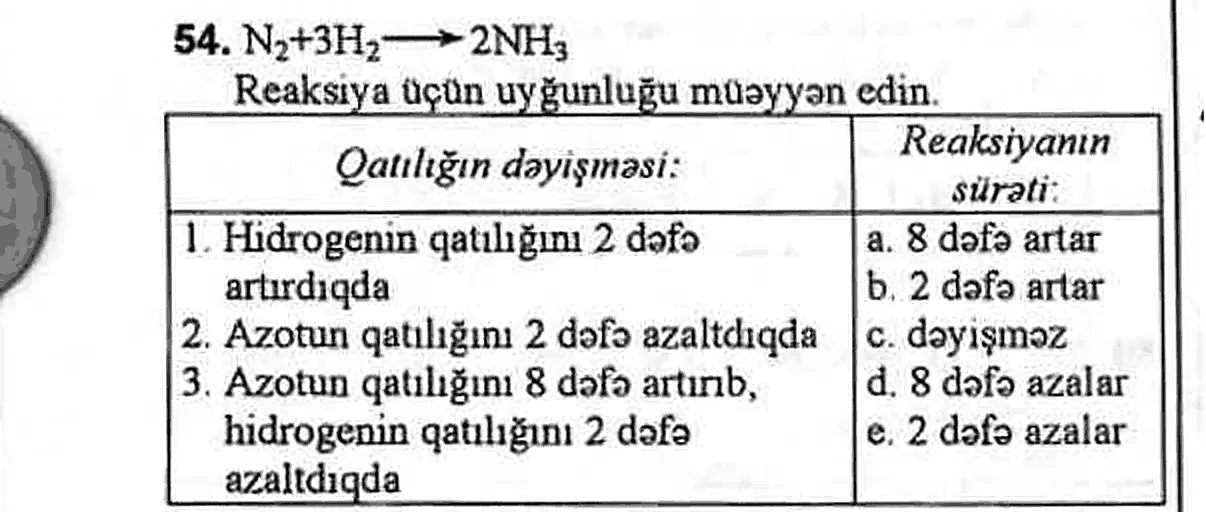 54. N₂+3H₂⟶2NH₃
Reaksiya üçün uyğunluğu müəyyən edin.
Qatılığın dəyişməsi:
Reaksiyanın
sürəti:
1. Hidrogenin qatılığını 2 dəfə
artırdıqda
2. Azotun qatılığını 2 dəfə azaltdıqda
3. Azotun qatılığını 8 dəfə artırıb,
hidrogenin qatılığını 2 dəfə
azaltdıqda
a. 8 dəfə artar
b. 2 dəfə artar
c. dəyişməz
d. 8 dəfə azalar
e. 2 dəfə azalar